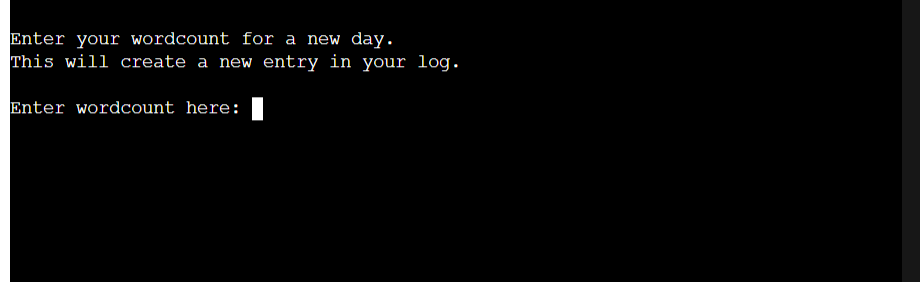 Enter your wordcount for a new day.
This will create a new entry in your log.
Enter wordcount here: